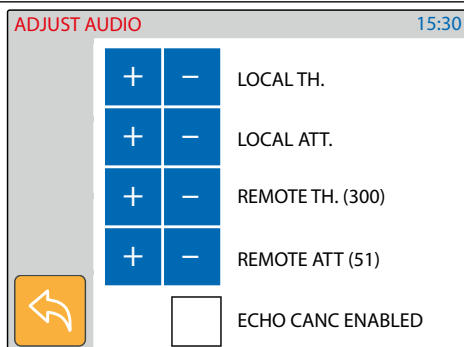 ADJUST AUDIO 15:30
+ − LOCAL TH.
+ − LOCAL ATT.
+ − REMOTE TH. (300)
+ − REMOTE ATT (51)
ECHO CANC ENABLED